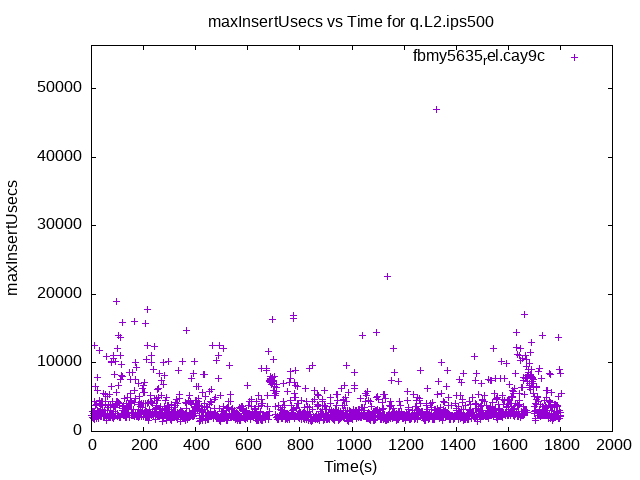 maxInsertUsecs vs Time for q.L2.ips500
fbmy5635rel.cay9c
50000
40000
30000
20000
10000
0
maxInsertUsecs
0 200 400 600 800 1000 1200 1400 1600 1800 2000
Time(s)